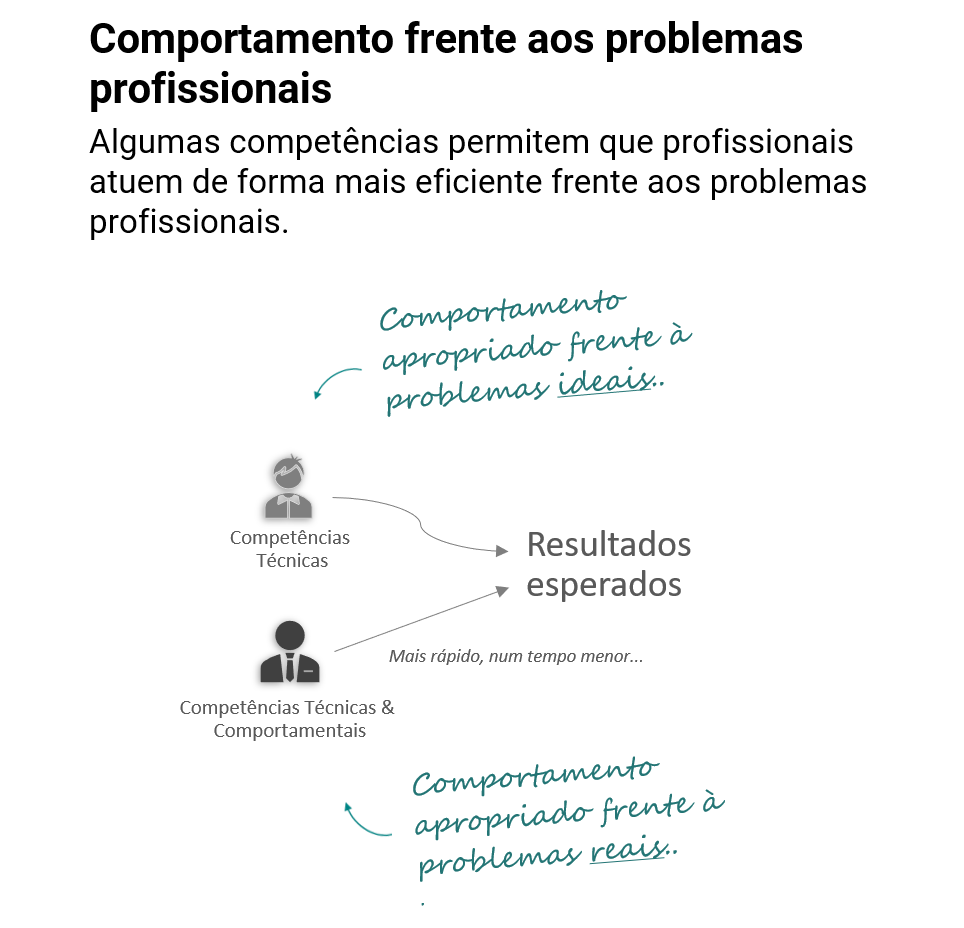 Comportamento frente aos problemas
profissionais
Algumas competências permitem que profissionais
atuem de forma mais eficiente frente aos problemas
profissionais.
Comportamento
apropriado frente à
problemas ideais..
Competências
Técnicas
Resultados
esperados
Mais rápido, num tempo menor...
Competências Técnicas &
Comportamentais
Comportamento
apropriado frente à
problemas reais..
.